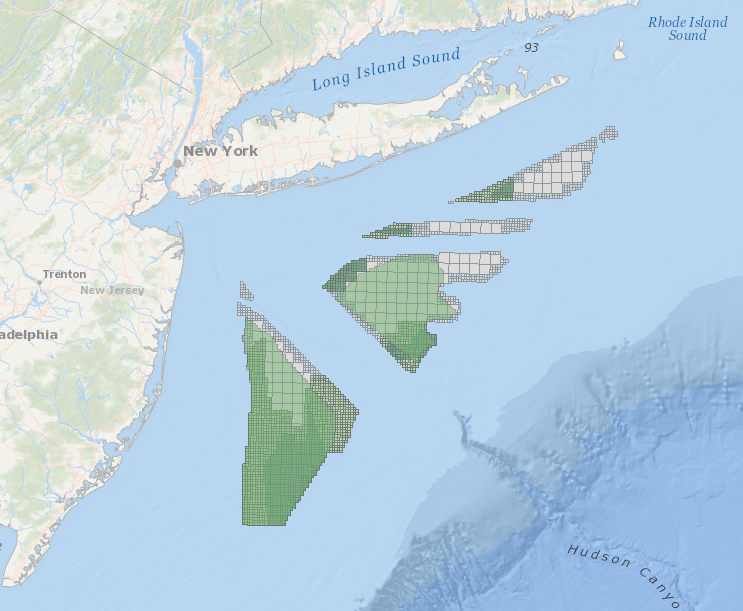 Rhode Island
Sound
93
Long Island Sound
New York
Trenton
New Jersey
adelphia
Hudson Canyo